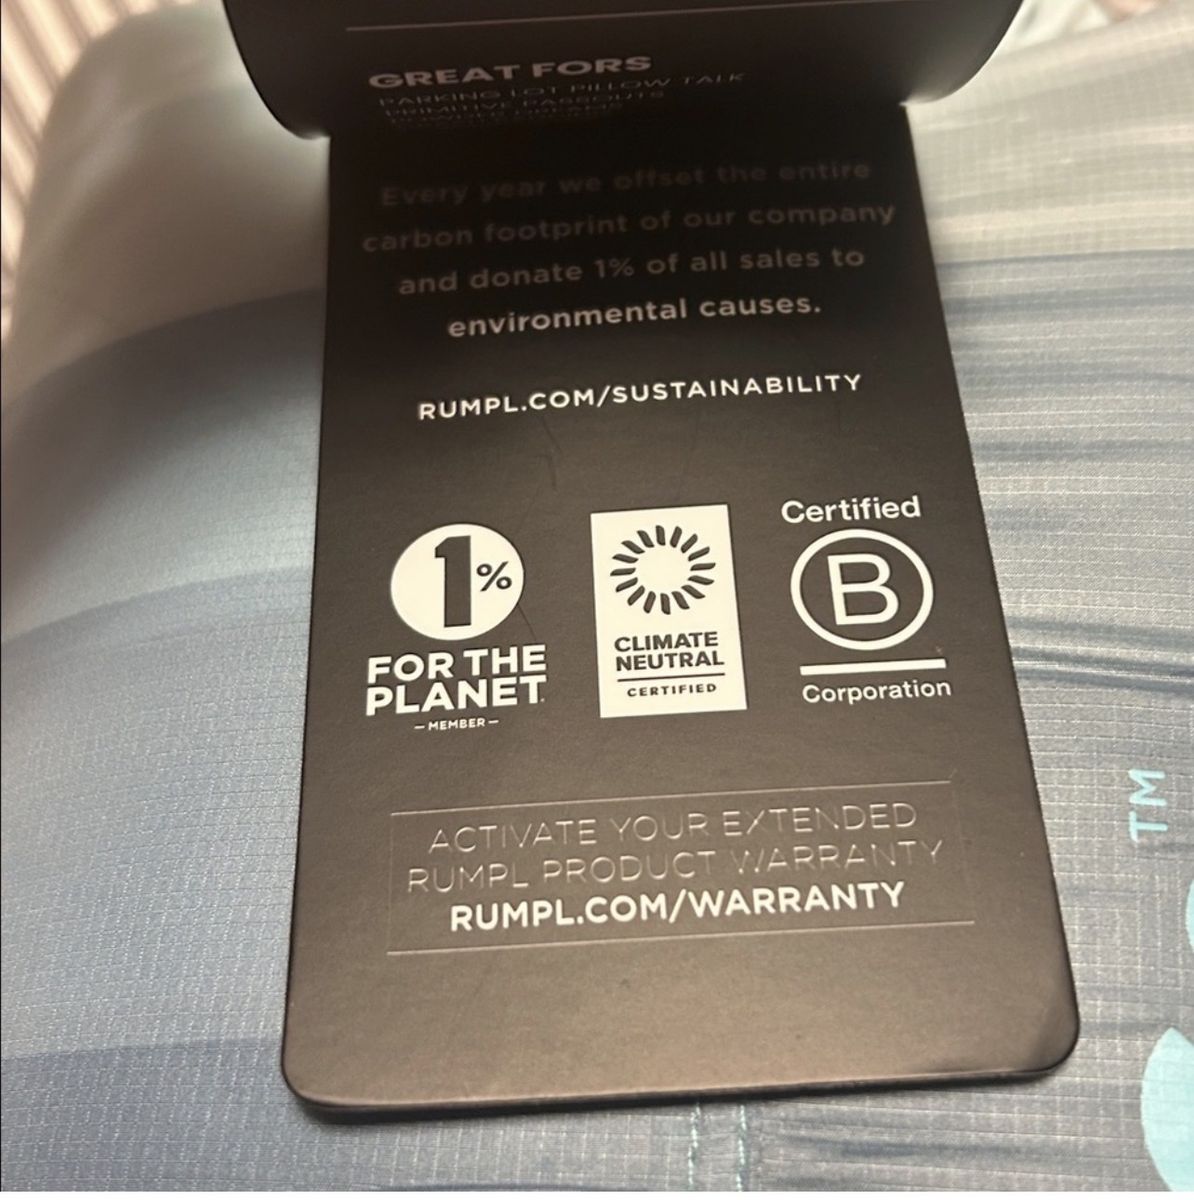 GREAT FORS
PARKING LOT PILLOW TALK
PRIMITIVE PASSOUTS
Every year we offset the entire
carbon footprint of our company
and donate 1% of all sales to
environmental causes.
RUMPL.COM/SUSTAINABILITY
1%
FOR THE
PLANET
MEMBER
CLIMATE
NEUTRAL
CERTIFIED
Certified
B
Corporation
ACTIVATE YOUR EXTENDED
RUMPL PRODUCT WARRANTY
RUMPL.COM/WARRANTY
TM